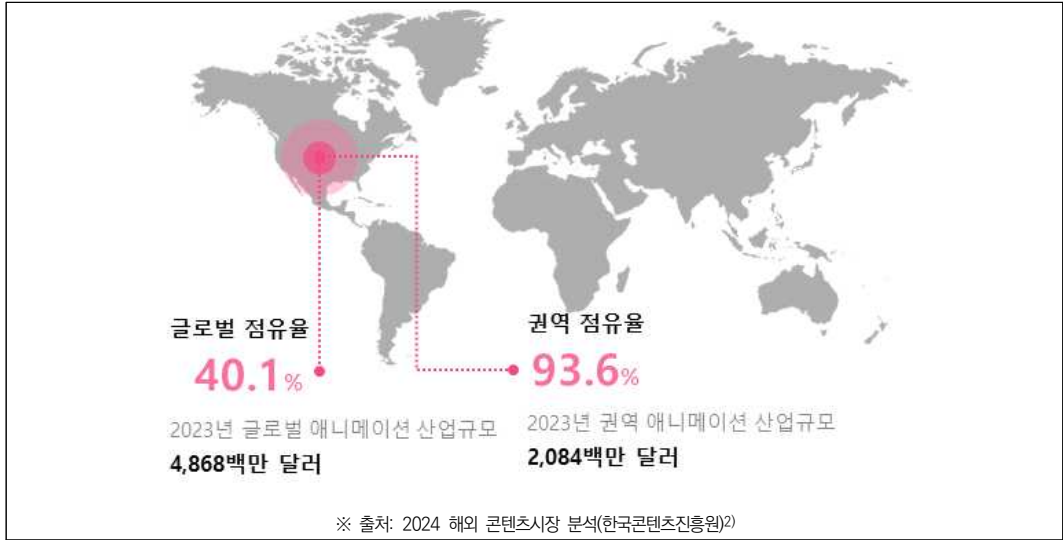 글로벌 점유율
40.1%
2023년 글로벌 애니메이션 산업규모
4,868백만 달러
권역 점유율
93.6%
2023년 권역 애니메이션 산업규모
2,084백만 달러
※ 출처: 2024 해외 콘텐츠시장 분석(한국콘텐츠진흥원)2)